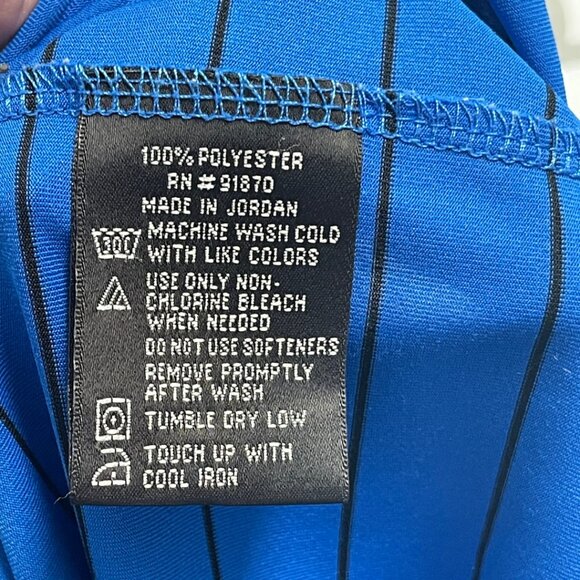 100% POLYESTER
RN #91870
MADE IN JORDAN
30C MACHINE WASH COLD
WITH LIKE COLORS
USE ONLY NON-
CHLORINE BLEACH
WHEN NEEDED
DO NOT USE SOFTENERS
REMOVE PROMPTLY
AFTER WASH
TUMBLE DRY LOW
TOUCH UP WITH
COOL IRON